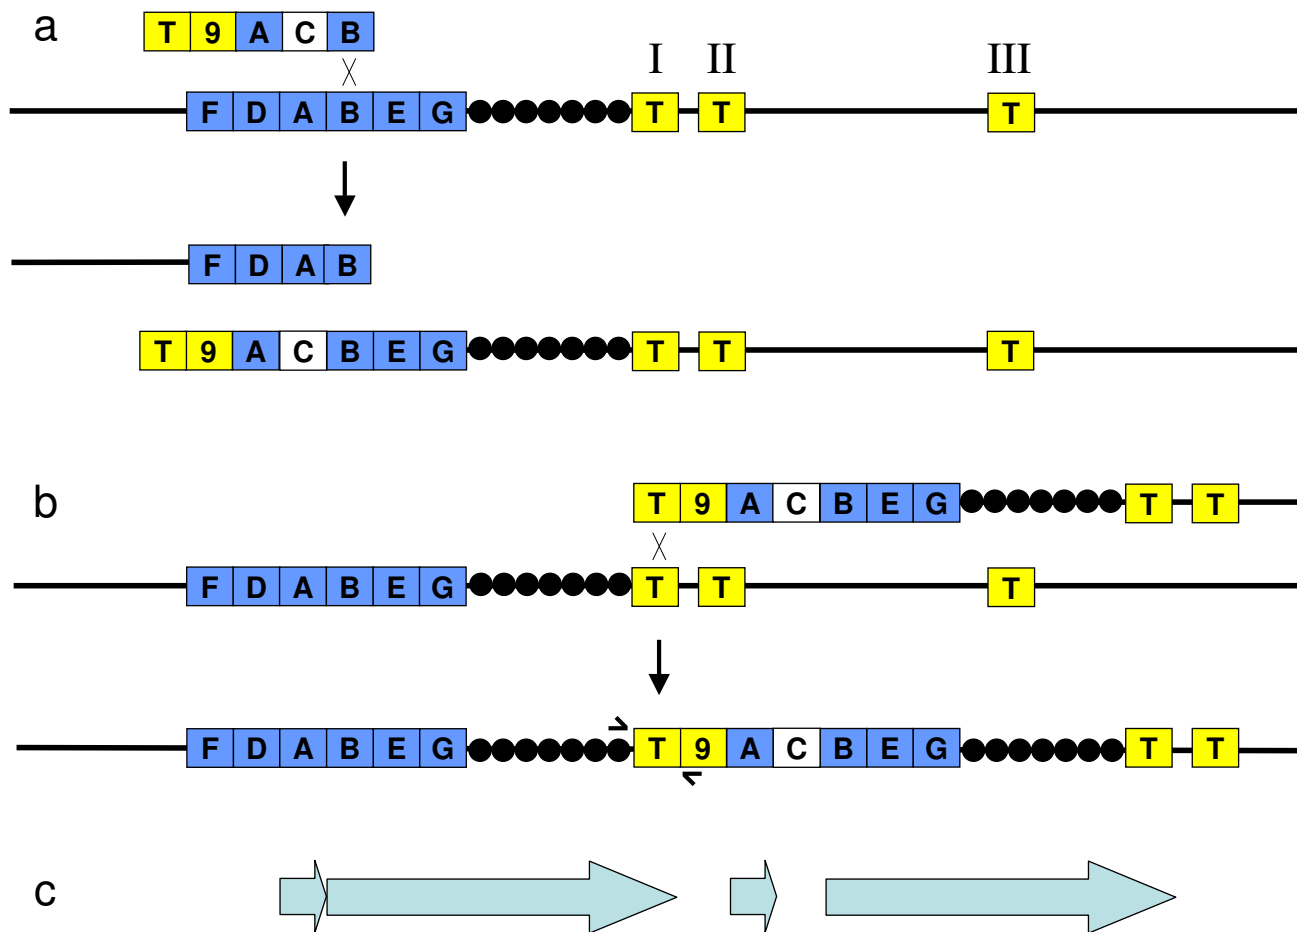 a
T 9 A C B
I II III
F D A B E G T T T
F D A B
T 9 A C B E G T T T
b
T 9 A C B E G T T
F D A B E G T T T
F D A B E G T 9 A C B E G T T
c